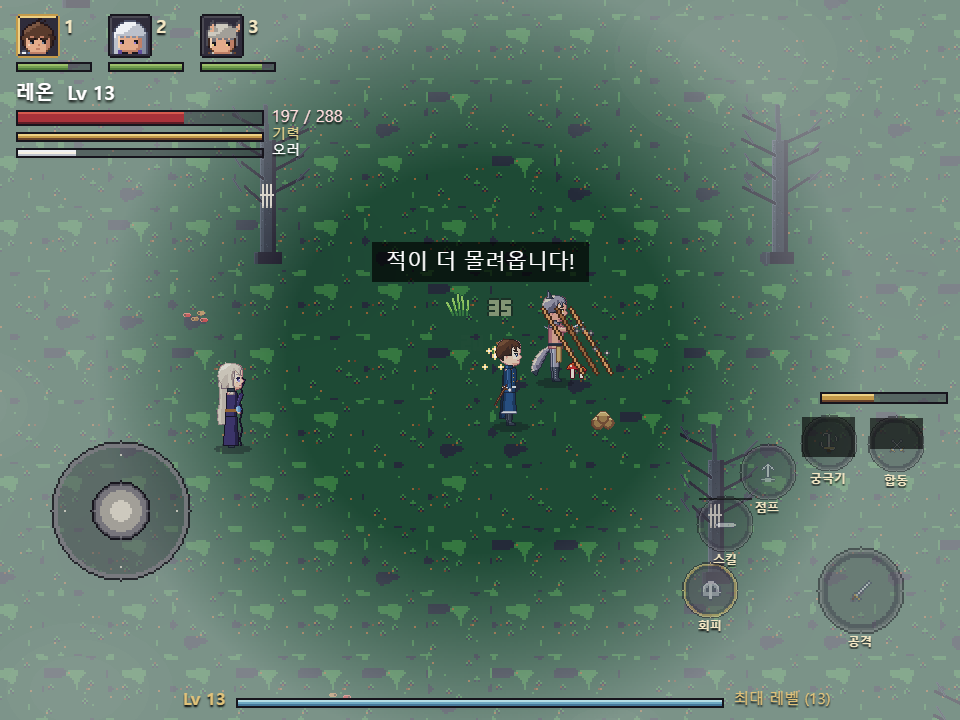 1
2
3
레온 Lv 13
197 / 288
기력
오러
적이 더 몰려옵니다!
35
궁극기
합동
점프
스킬
회피
공격
Lv 13
최대 레벨 (13)